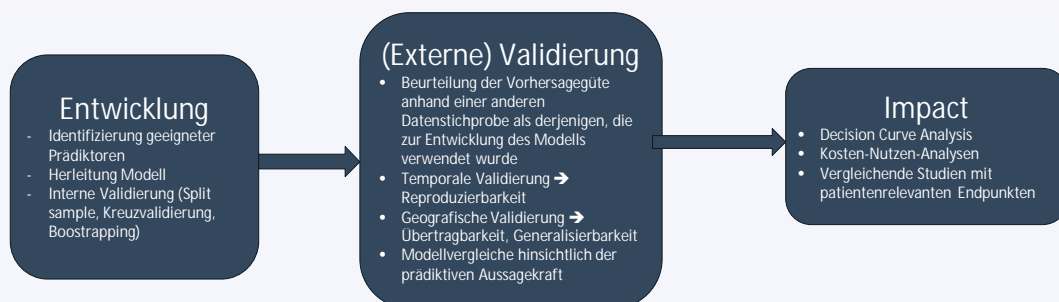 Entwicklung
- Identifizierung geeigneter
Prädiktoren
- Herleitung Modell
- Interne Validierung (Split
sample, Kreuzvalidierung,
Boostrapping)
(Externe) Validierung
• Beurteilung der Vorhersagegüte
anhand einer anderen
Datenstichprobe als derjenigen, die
zur Entwicklung des Modells
verwendet wurde
• Temporale Validierung ➔
Reproduzierbarkeit
• Geografische Validierung ➔
Übertragbarkeit, Generalisierbarkeit
• Modellvergleiche hinsichtlich der
prädiktiven Aussagekraft
Impact
• Decision Curve Analysis
• Kosten-Nutzen-Analysen
• Vergleichende Studien mit
patientenrelevanten Endpunkten